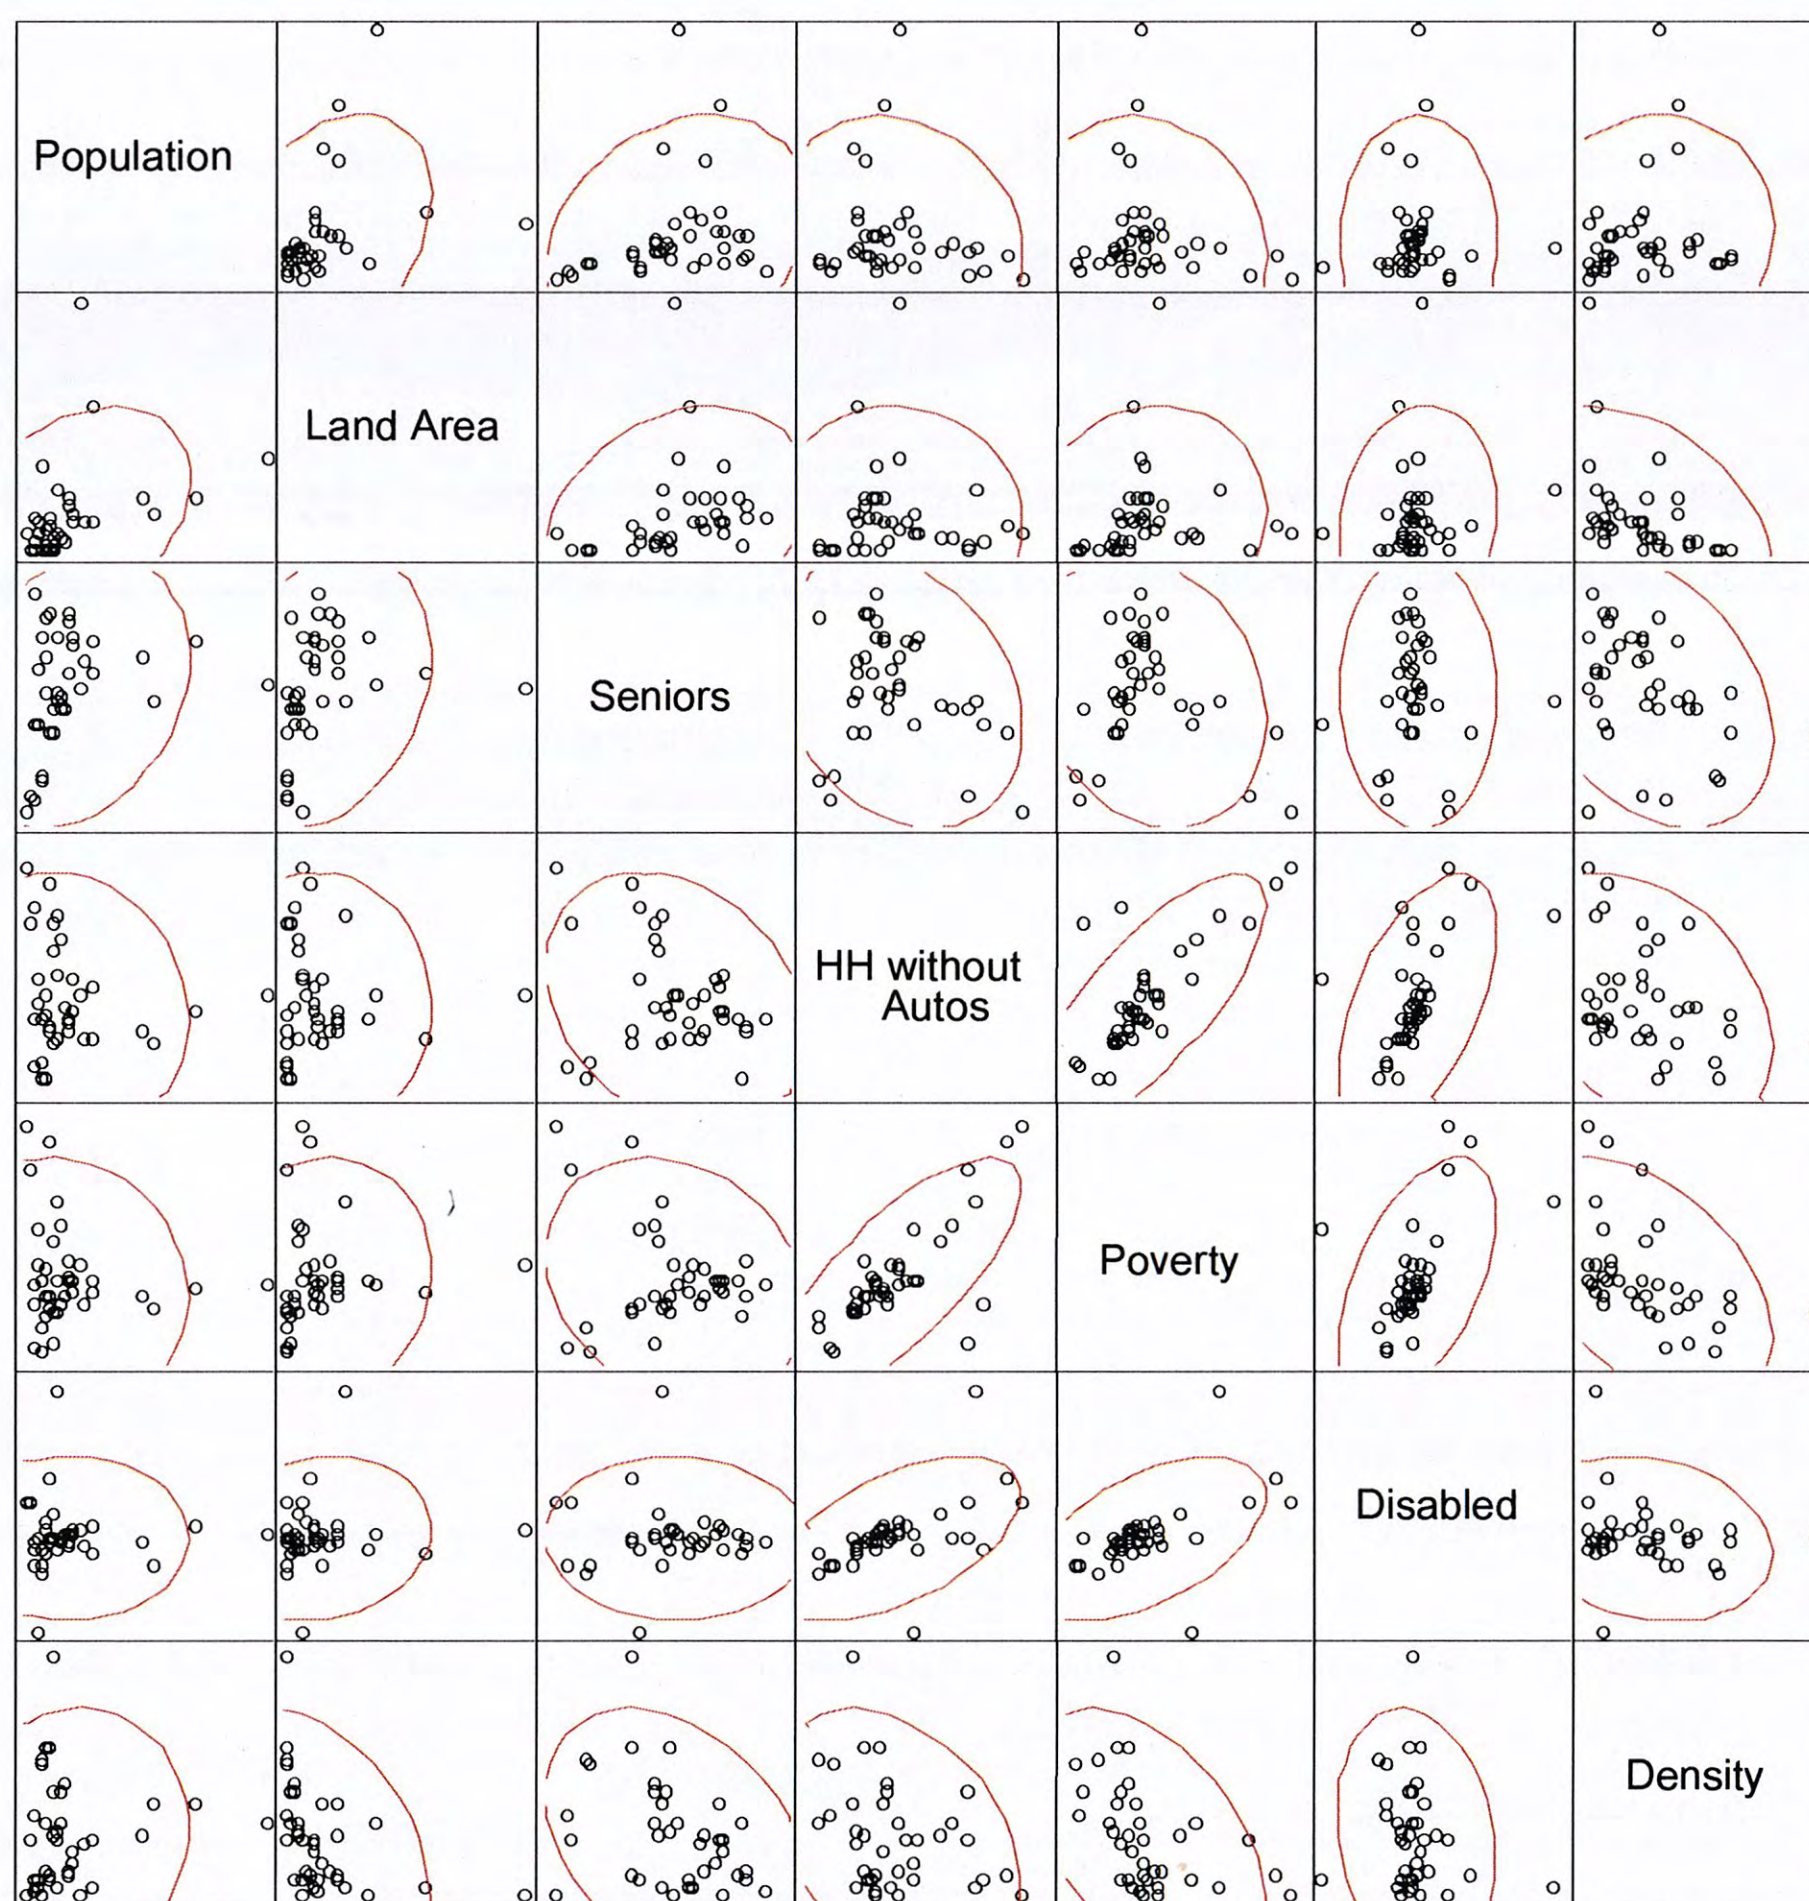 Population
Land Area
Seniors
HH without
Autos
Poverty
Disabled
Density